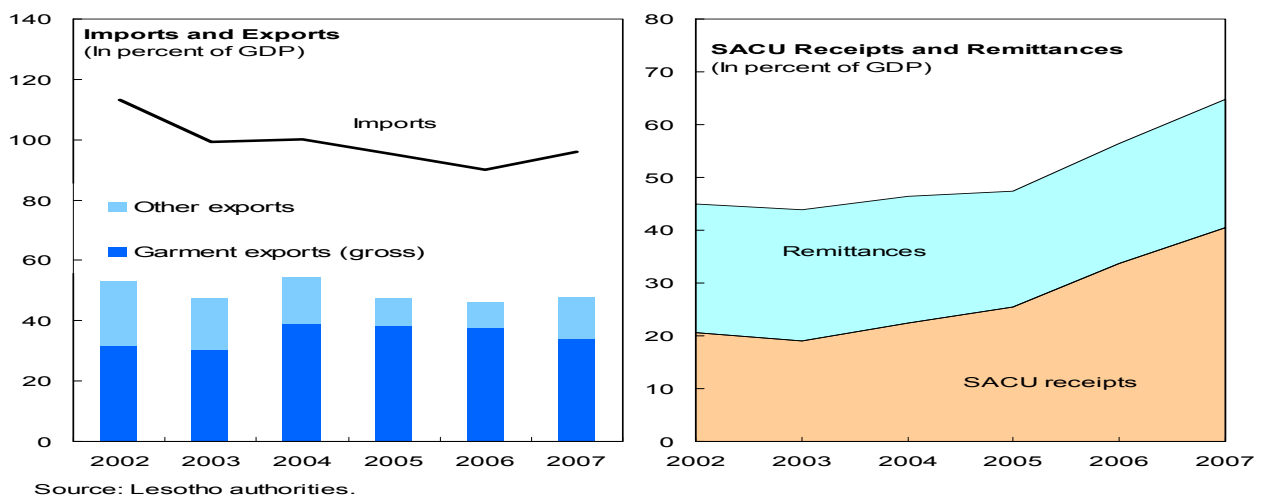 Imports and Exports
(In percent of GDP)
140
120
100
80
60
40
20
0
Imports
Other exports
Garment exports (gross)
2002 2003 2004 2005 2006 2007
SACU Receipts and Remittances
(In percent of GDP)
80
70
60
50
40
30
20
10
0
Remittances
SACU receipts
2002 2003 2004 2005 2006 2007
Source: Lesotho authorities.